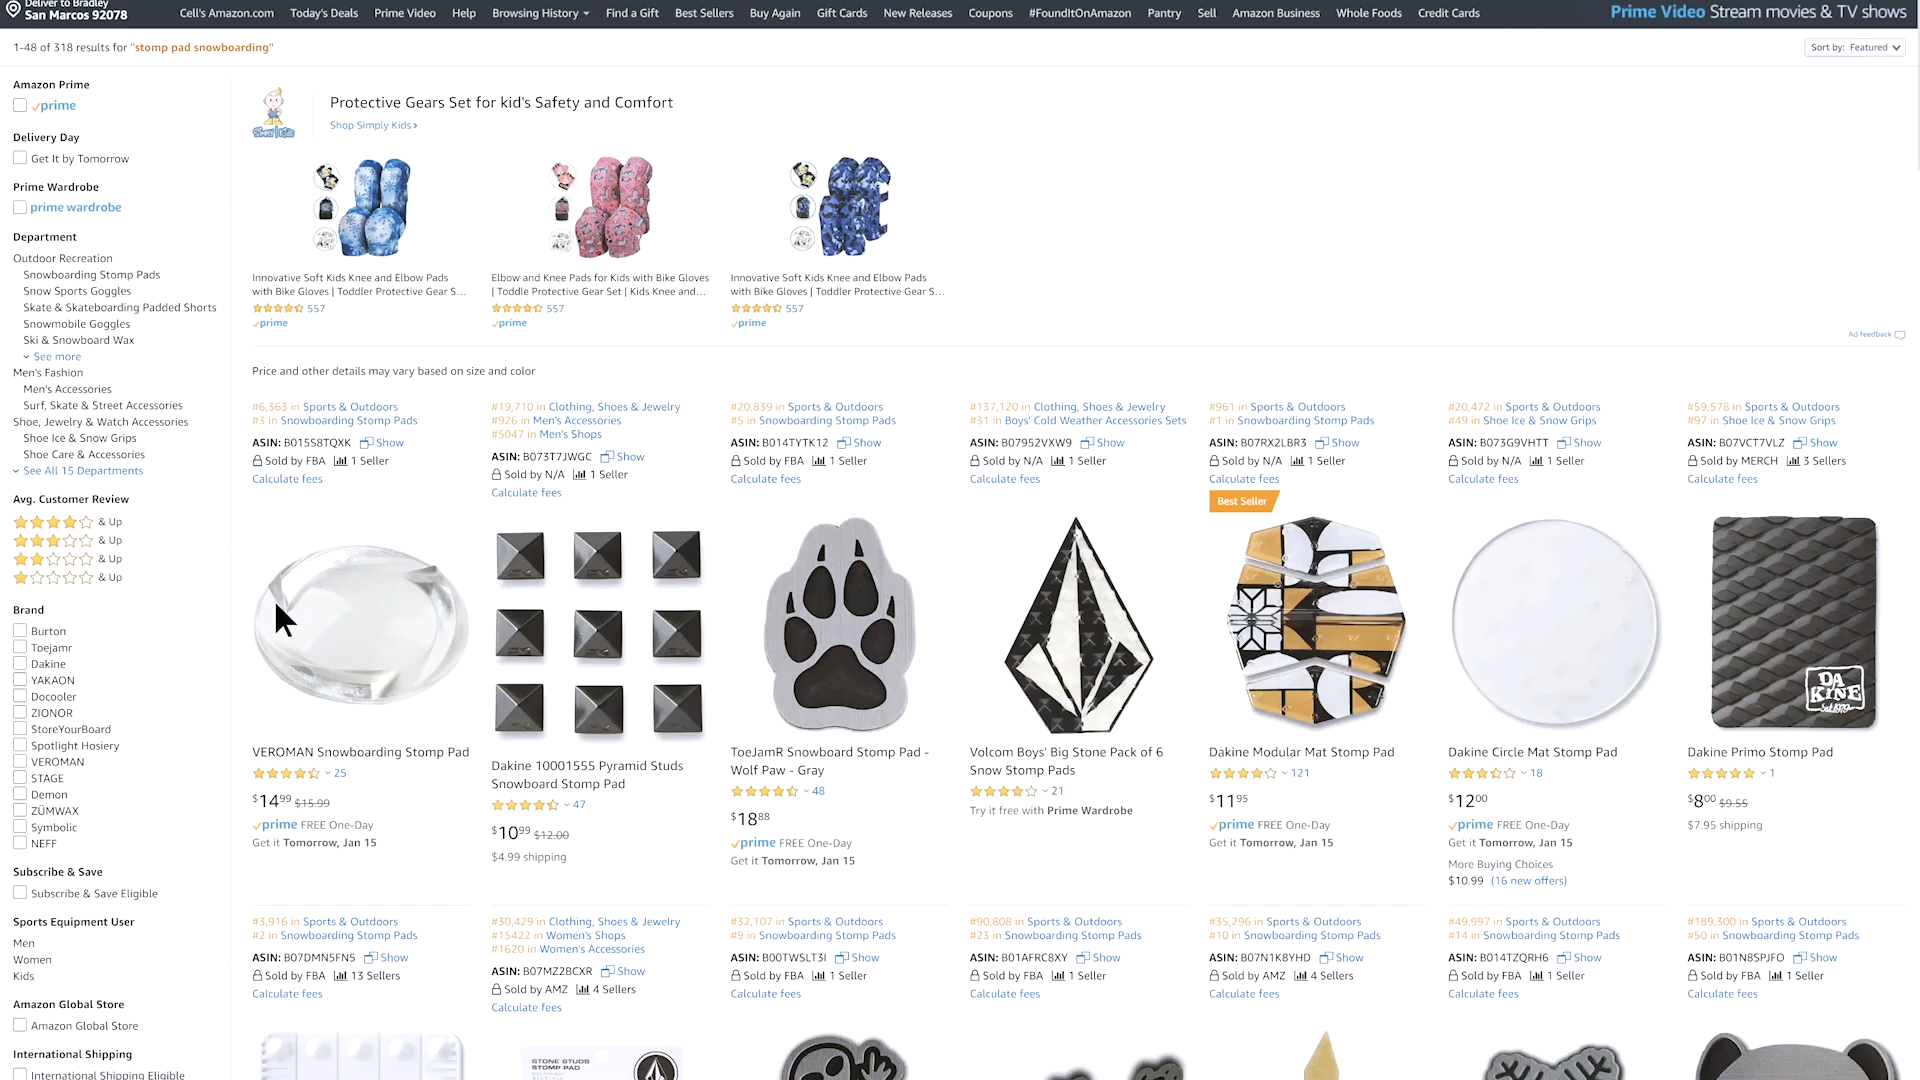 Deliver to Bradley
San Marcos 92078
Cell's Amazon.com Today's Deals Prime Video Help Browsing History Find a Gift Best Sellers Buy Again Gift Cards New Releases Coupons #FoundItOnAmazon Pantry Sell Amazon Business Whole Foods Credit Cards
Prime Video Stream movies & TV shows
1-48 of 318 results for "stomp pad snowboarding"
Sort by: Featured
Amazon Prime
prime
Delivery Day
Get It by Tomorrow
Prime Wardrobe
prime wardrobe
Department
Outdoor Recreation
Snowboarding Stomp Pads
Snow Sports Goggles
Skate & Skateboarding Padded Shorts
Snowmobile Goggles
Ski & Snowboard Wax
See more
Men's Fashion
Men's Accessories
Surf, Skate & Street Accessories
Shoe, Jewelry & Watch Accessories
Shoe Ice & Snow Grips
Shoe Care & Accessories
See All 15 Departments
Avg. Customer Review
& Up
& Up
& Up
& Up
Brand
Burton
Toejamr
Dakine
YAKAON
Docooler
ZIONOR
StoreYourBoard
Spotlight Hosiery
VEROMAN
STAGE
Demon
ZÜMWAX
Symbolic
NEFF
Subscribe & Save
Subscribe & Save Eligible
Sports Equipment User
Men
Women
Kids
Amazon Global Store
Amazon Global Store
International Shipping
International Shipping Eligible
Protective Gears Set for kid's Safety and Comfort
Shop Simply Kids ›
Innovative Soft Kids Knee and Elbow Pads
with Bike Gloves | Toddler Protective Gear S...
557
prime
Elbow and Knee Pads for Kids with Bike Gloves
| Toddle Protective Gear Set | Kids Knee and...
557
prime
Innovative Soft Kids Knee and Elbow Pads
with Bike Gloves | Toddler Protective Gear S...
557
prime
Ad feedback
Price and other details may vary based on size and color
#6,363 in Sports & Outdoors
#3 in Snowboarding Stomp Pads
ASIN: B015S8TQXK Show
Sold by FBA 1 Seller
Calculate fees
VEROMAN Snowboarding Stomp Pad
25
$14.99 $15.99
prime FREE One-Day
Get it Tomorrow, Jan 15
#19,710 in Clothing, Shoes & Jewelry
#926 in Men's Accessories
#5047 in Men's Shops
ASIN: B073T7JWGC Show
Sold by N/A 1 Seller
Calculate fees
Dakine 10001555 Pyramid Studs
Snowboard Stomp Pad
47
$10.99 $12.00
$4.99 shipping
#20,839 in Sports & Outdoors
#5 in Snowboarding Stomp Pads
ASIN: B014TYTK12 Show
Sold by FBA 1 Seller
Calculate fees
ToeJamR Snowboard Stomp Pad -
Wolf Paw - Gray
48
$18.88
prime FREE One-Day
Get it Tomorrow, Jan 15
#137,120 in Clothing, Shoes & Jewelry
#31 in Boys' Cold Weather Accessories Sets
ASIN: B07952VXW9 Show
Sold by N/A 1 Seller
Calculate fees
Volcom Boys' Big Stone Pack of 6
Snow Stomp Pads
21
Try it free with Prime Wardrobe
#961 in Sports & Outdoors
#1 in Snowboarding Stomp Pads
ASIN: B07RX2LBR3 Show
Sold by N/A 1 Seller
Calculate fees
Best Seller
Dakine Modular Mat Stomp Pad
121
$11.95
prime FREE One-Day
Get it Tomorrow, Jan 15
#20,472 in Sports & Outdoors
#49 in Shoe Ice & Snow Grips
ASIN: B073G9VHTT Show
Sold by N/A 1 Seller
Calculate fees
Dakine Circle Mat Stomp Pad
18
$12.00
prime FREE One-Day
Get it Tomorrow, Jan 15
More Buying Choices
$10.99 (16 new offers)
#59,578 in Sports & Outdoors
#97 in Shoe Ice & Snow Grips
ASIN: B07VCT7VLZ Show
Sold by MERCH 3 Sellers
Calculate fees
DA
KINE
Est.1979
Dakine Primo Stomp Pad
1
$8.00 $9.55
$7.95 shipping
#3,916 in Sports & Outdoors
#2 in Snowboarding Stomp Pads
ASIN: B07DMN5FN5 Show
Sold by FBA 13 Sellers
Calculate fees
#30,429 in Clothing, Shoes & Jewelry
#15422 in Women's Shops
#1620 in Women's Accessories
ASIN: B07MZ2BCXR Show
Sold by AMZ 4 Sellers
Calculate fees
STONE STUDS
STOMP PAD
#32,107 in Sports & Outdoors
#9 in Snowboarding Stomp Pads
ASIN: B00TWSLT3I Show
Sold by FBA 1 Seller
Calculate fees
#90,808 in Sports & Outdoors
#23 in Snowboarding Stomp Pads
ASIN: B01AFRC8XY Show
Sold by FBA 1 Seller
Calculate fees
#35,296 in Sports & Outdoors
#10 in Snowboarding Stomp Pads
ASIN: B07N1K8YHD Show
Sold by AMZ 4 Sellers
Calculate fees
#49,997 in Sports & Outdoors
#14 in Snowboarding Stomp Pads
ASIN: B014TZQRH6 Show
Sold by FBA 1 Seller
Calculate fees
#189,300 in Sports & Outdoors
#50 in Snowboarding Stomp Pads
ASIN: B01N8SPJFO Show
Sold by FBA 1 Seller
Calculate fees